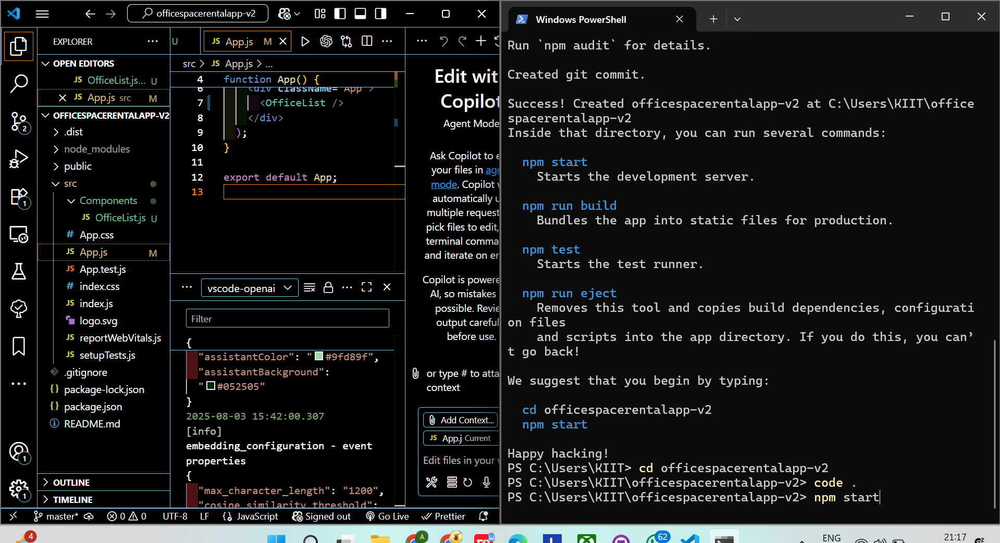 officespacerentalapp-v2
EXPLORER
OPEN EDITORS
OfficeList.js... U
App.js src M
OFFICESPACERENTALAPP-V2
.dist
node_modules
public
src
Components
JS OfficeList.js U
# App.css
JS App.js M
JS App.test.js
# index.css
JS index.js
logo.svg
JS reportWebVitals.js
JS setupTests.js
.gitignore
{} package-lock.json
{} package.json
README.md
OUTLINE
TIMELINE
2
1
1
1
U
JS App.js M
src > JS App.js > ...
4 function App() {
6 <div className="App">
7 <OfficeList />
8 </div>
9 );
10 }
11
12 export default App;
13
vscode-openai
Filter
{
"assistantColor": "#9fd89f",
"assistantBackground":
"#052505"
}
2025-08-03 15:42:00.307
[info]
embedding_configuration - event
properties
{
"max_character_length": "1200",
"cosine_similarity_threshold":
Edit wit
Copilot
Agent Mode
Ask Copilot to e
your files in age
mode. Copilot
automatically u
multiple request
pick files to edit,
terminal comma
and iterate on er
Copilot is powere
AI, so mistakes
possible. Revie
output careful
before use.
or type # to atta
context
Add Context...
JS App.j Current
Edit files in your
master* 0 0 UTF-8 LF {} JavaScript Signed out Go Live Prettier
Windows PowerShell
Run `npm audit` for details.
Created git commit.
Success! Created officespacerentalapp-v2 at C:\Users\KIIT\office
spacerentalapp-v2
Inside that directory, you can run several commands:
npm start
Starts the development server.
npm run build
Bundles the app into static files for production.
npm test
Starts the test runner.
npm run eject
Removes this tool and copies build dependencies, configurati
on files
and scripts into the app directory. If you do this, you can’
t go back!
We suggest that you begin by typing:
cd officespacerentalapp-v2
npm start
Happy hacking!
PS C:\Users\KIIT> cd officespacerentalapp-v2
PS C:\Users\KIIT\officespacerentalapp-v2> code .
PS C:\Users\KIIT\officespacerentalapp-v2> npm start
4
A
62
ENG
21:17